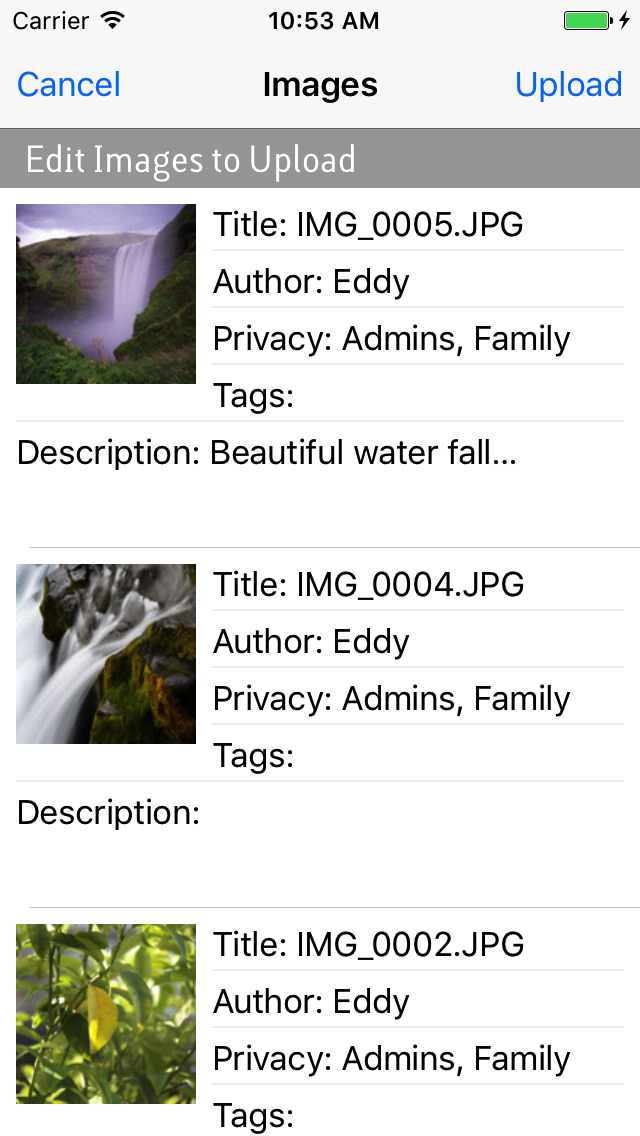 Carrier 10:53 AM
Cancel Images Upload
Edit Images to Upload
Title: IMG_0005.JPG
Author: Eddy
Privacy: Admins, Family
Tags:
Description: Beautiful water fall...
Title: IMG_0004.JPG
Author: Eddy
Privacy: Admins, Family
Tags:
Description:
Title: IMG_0002.JPG
Author: Eddy
Privacy: Admins, Family
Tags: